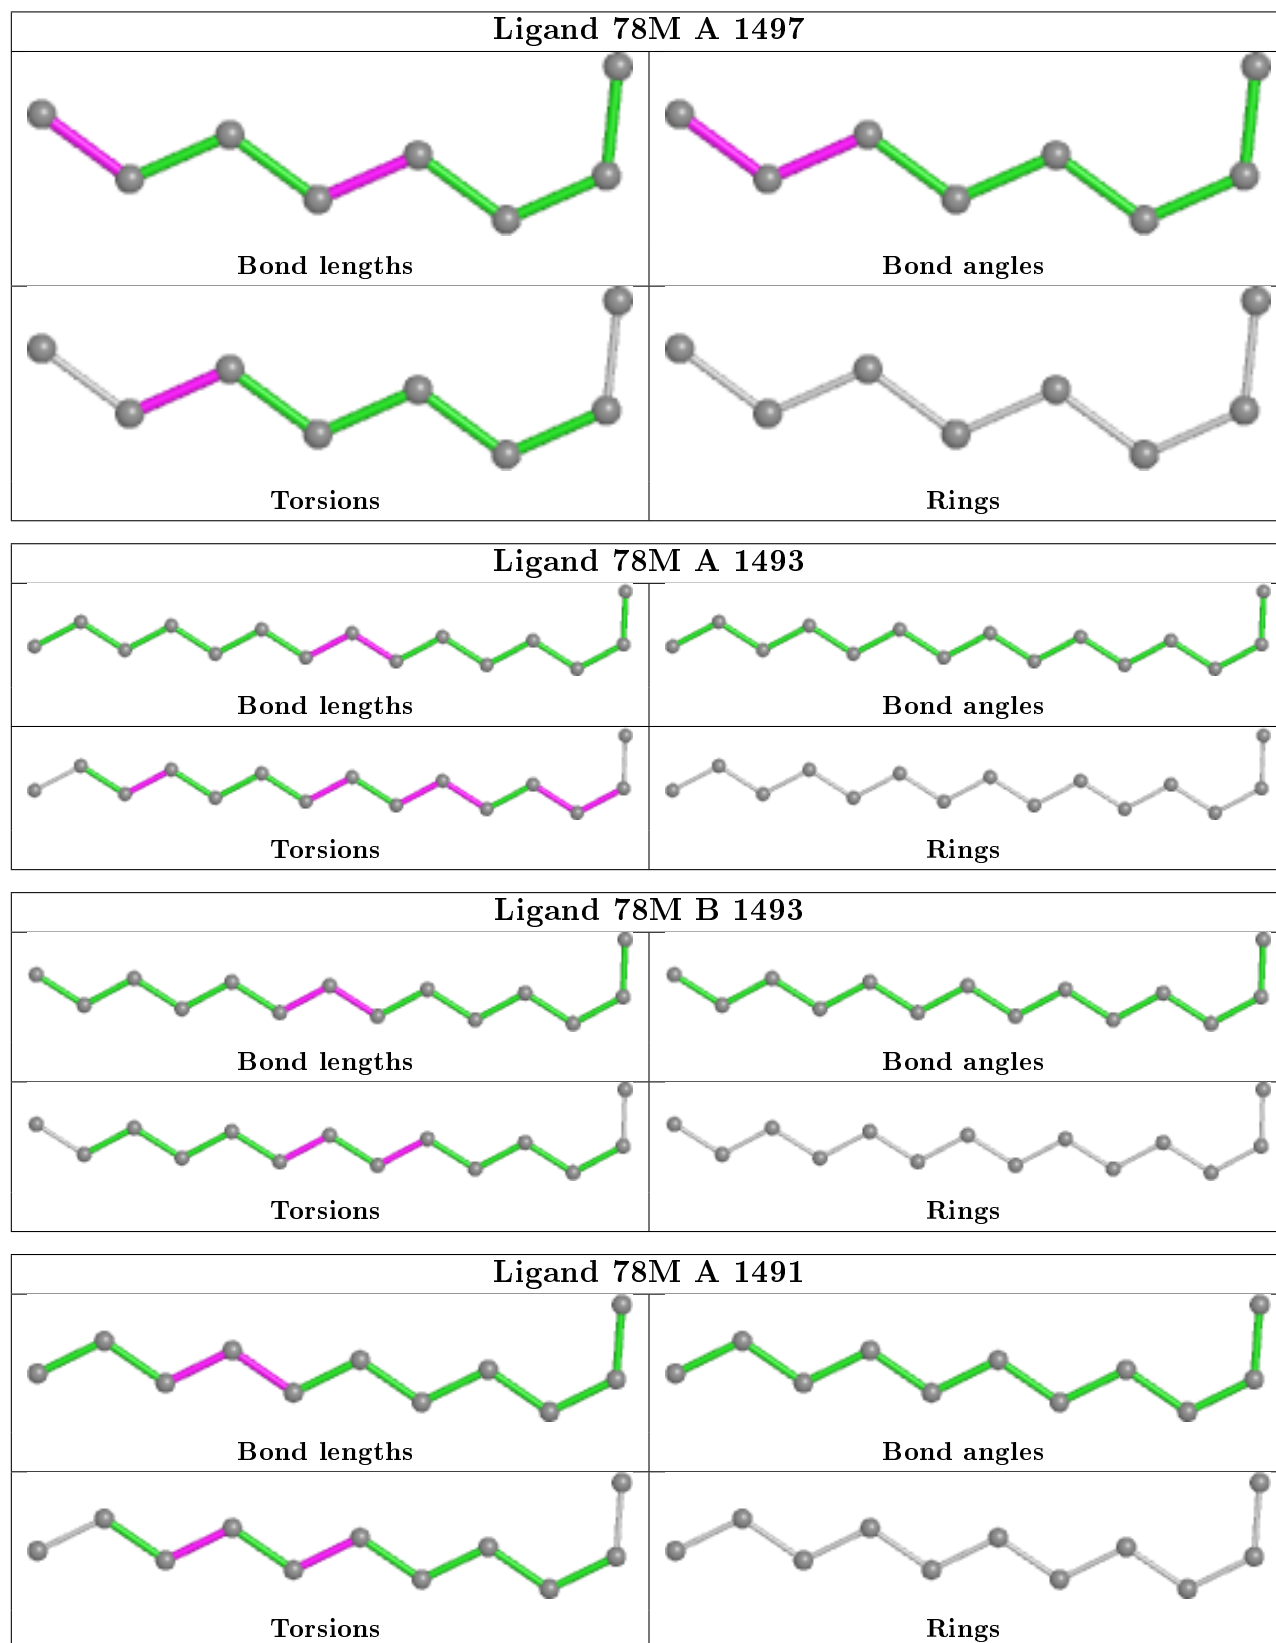 Ligand 78M A 1497
Bond lengths
Bond angles
Torsions
Rings
Ligand 78M A 1493
Bond lengths
Bond angles
Torsions
Rings
Ligand 78M B 1493
Bond lengths
Bond angles
Torsions
Rings
Ligand 78M A 1491
Bond lengths
Bond angles
Torsions
Rings